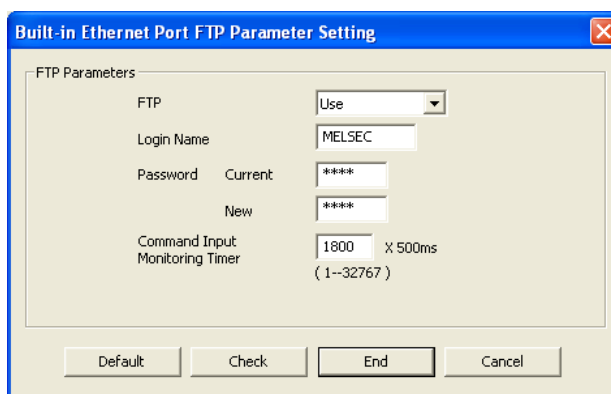 Built-in Ethernet Port FTP Parameter Setting
FTP Parameters
FTP Use
Login Name MELSEC
Password Current ****
New ****
Command Input
Monitoring Timer 1800 X 500ms
( 1--32767 )
Default Check End Cancel